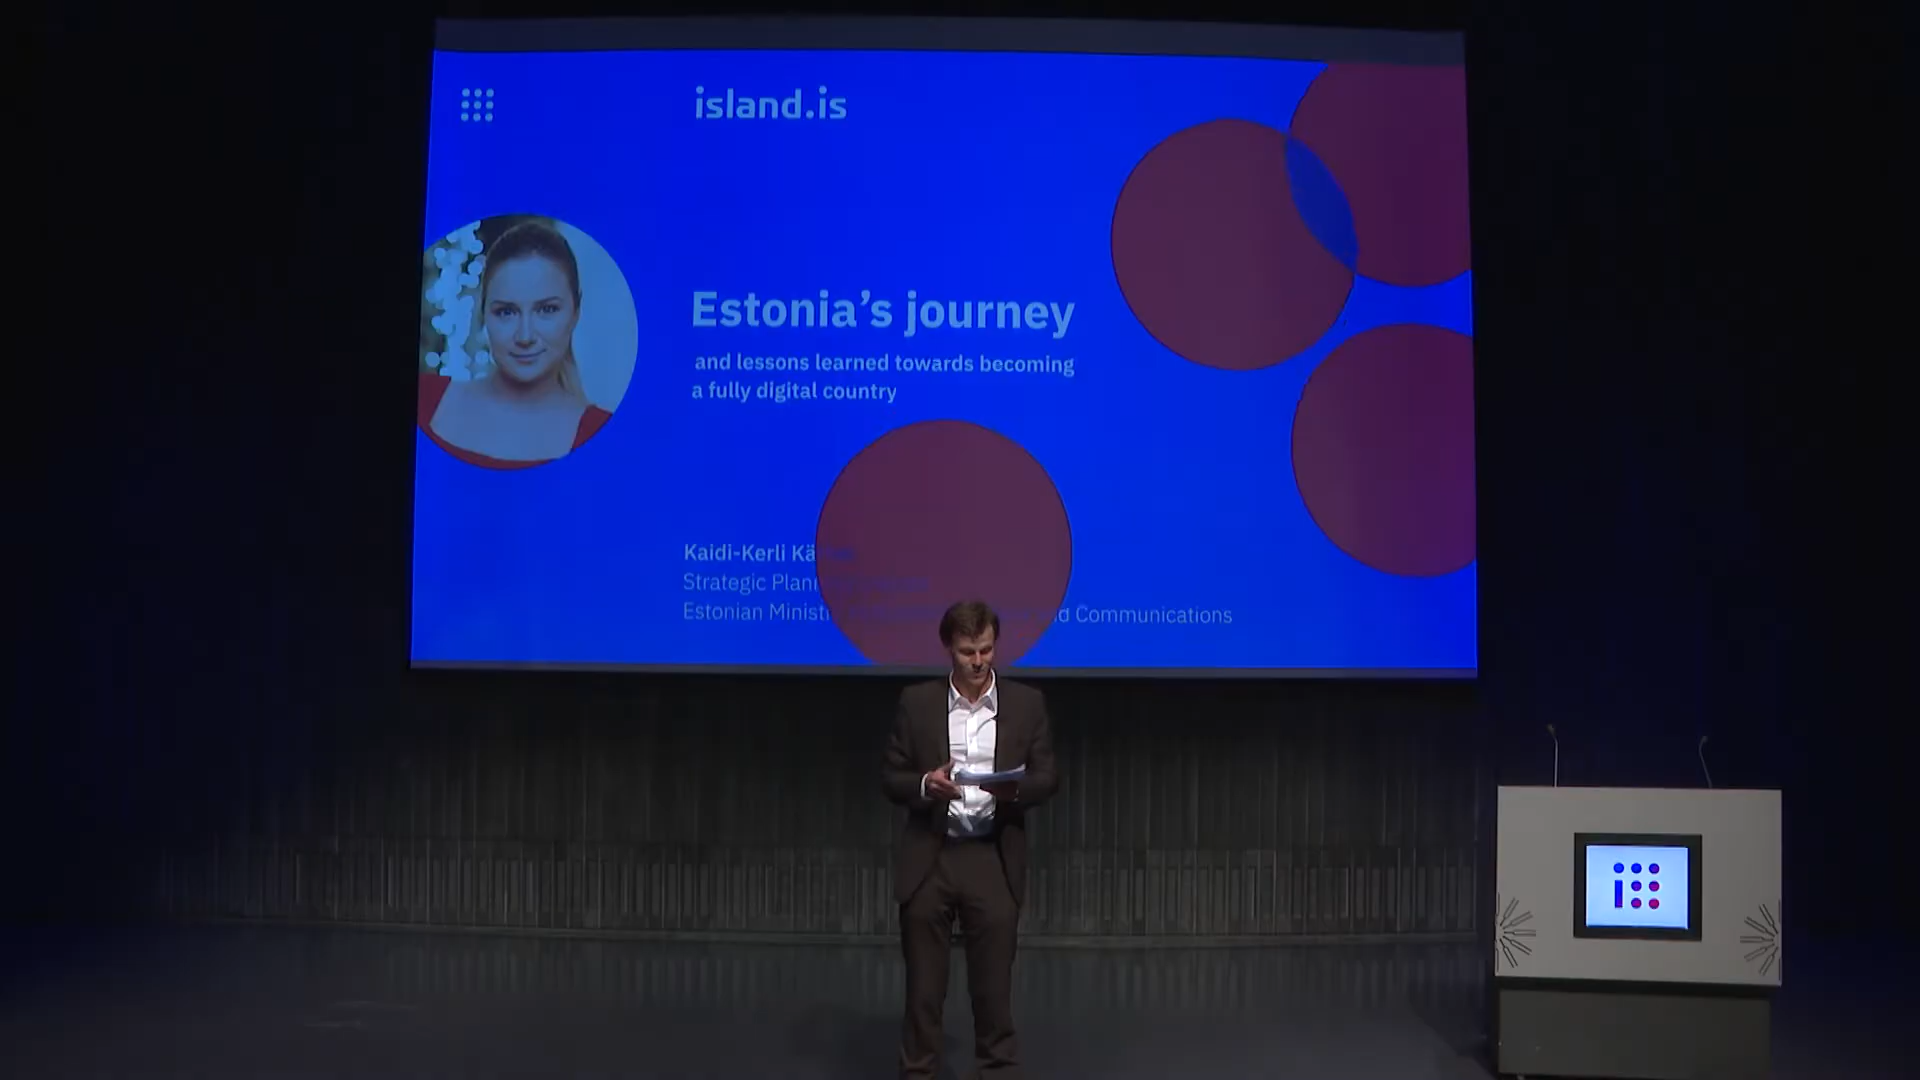 island.is
Estonia’s journey
and lessons learned towards becoming
a fully digital country
Kaidi-Kerli
Strategic
Estonian Communications